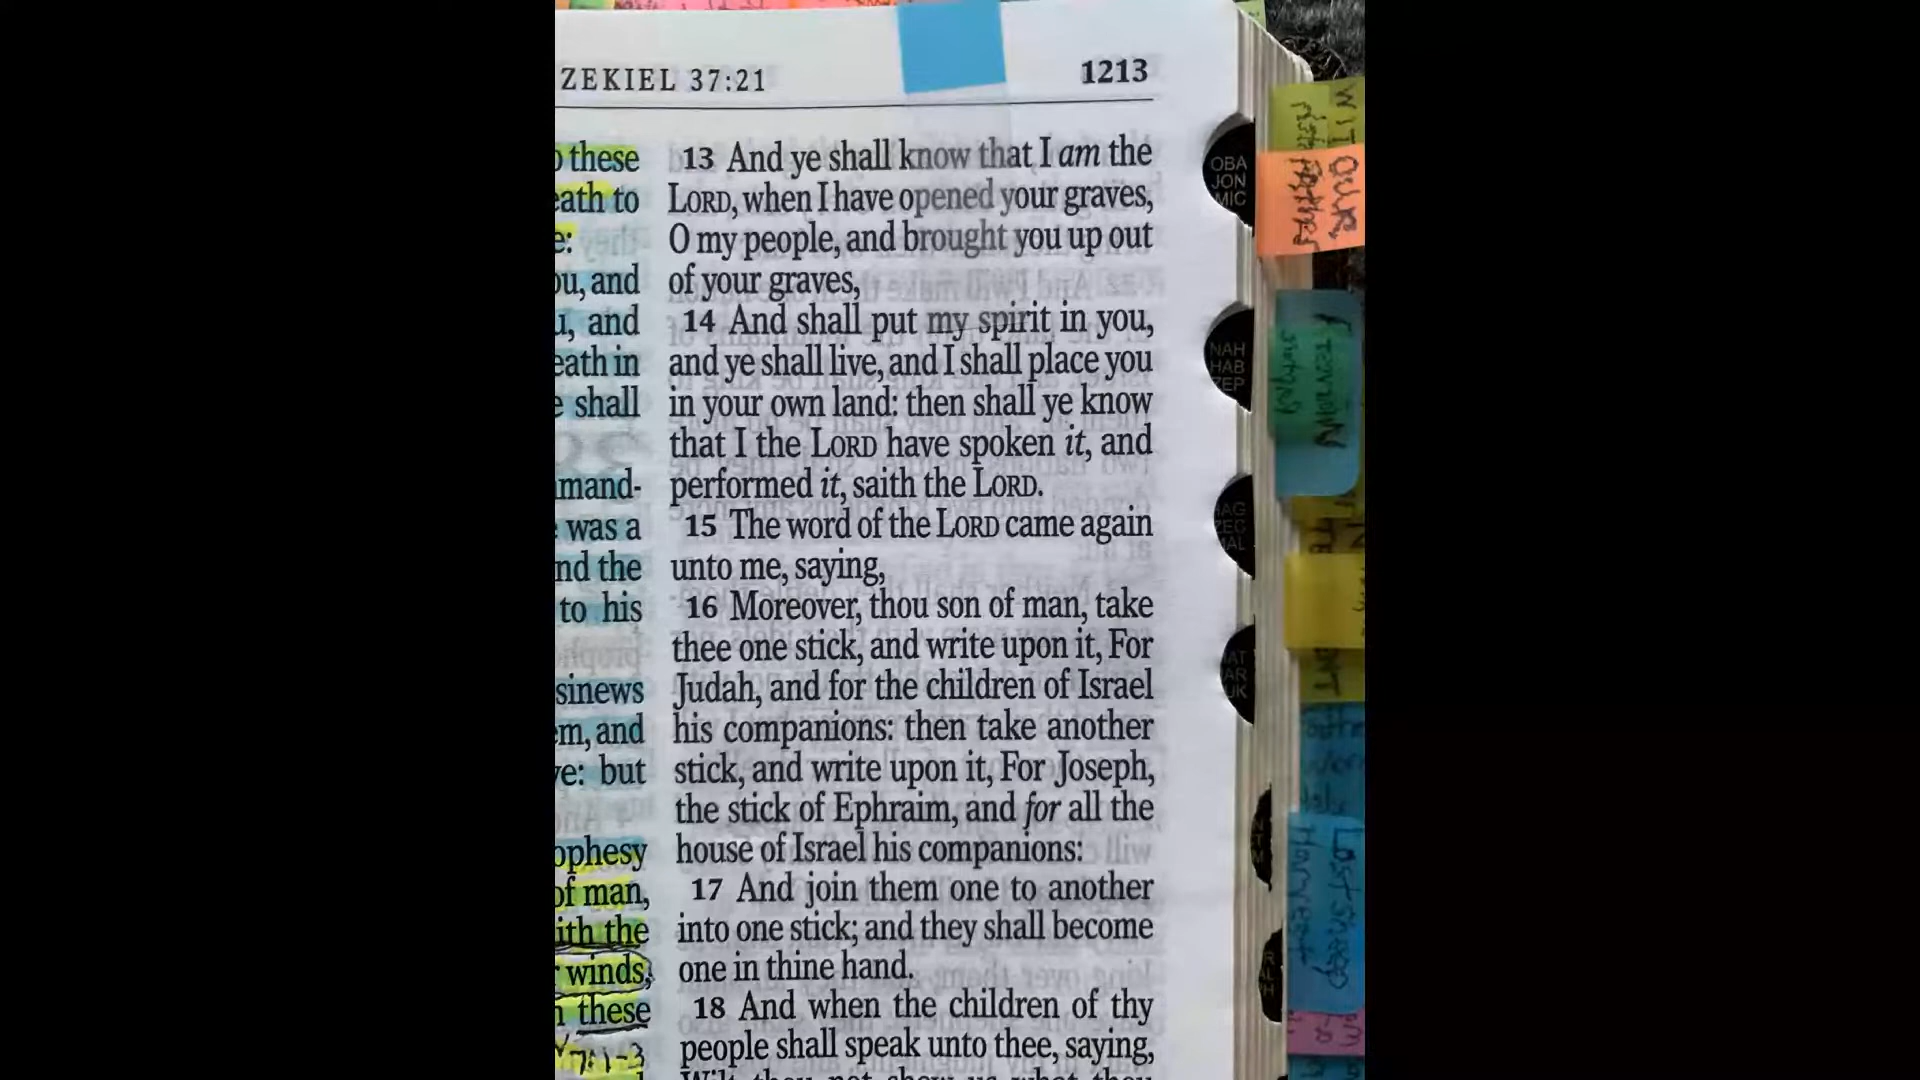 ZEKIEL 37:21
1213
these
ath to
e:
ou, and
u, and
eath in
e shall
mand-
was a
nd the
to his
sinews
em, and
ve: but
ophesy
of man,
ith the
winds,
these
13 And ye shall know that I am the
LORD, when I have opened your graves,
O my people, and brought you up out
of your graves,
14 And shall put my spirit in you,
and ye shall live, and I shall place you
in your own land: then shall ye know
that I the LORD have spoken it, and
performed it, saith the LORD.
15 The word of the LORD came again
unto me, saying,
16 Moreover, thou son of man, take
thee one stick, and write upon it, For
Judah, and for the children of Israel
his companions: then take another
stick, and write upon it, For Joseph,
the stick of Ephraim, and for all the
house of Israel his companions:
17 And join them one to another
into one stick; and they shall become
one in thine hand.
18 And when the children of thy
people shall speak unto thee, saying,
OBA
JON
MIC
OUR
NAH
HAB
ZEP
HAG
ZEC
MAL